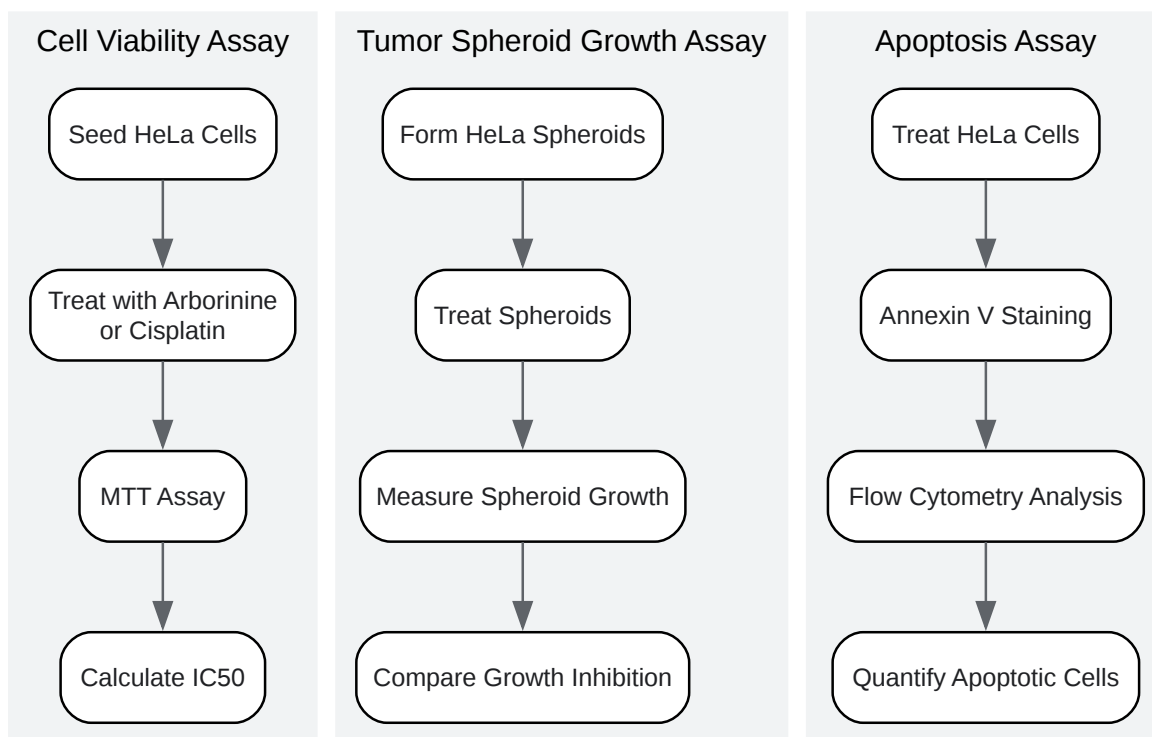 Cell Viability Assay
Seed HeLa Cells
Treat with Arborinine
or Cisplatin
MTT Assay
Calculate IC50
Tumor Spheroid Growth Assay
Form HeLa Spheroids
Treat Spheroids
Measure Spheroid Growth
Compare Growth Inhibition
Apoptosis Assay
Treat HeLa Cells
Annexin V Staining
Flow Cytometry Analysis
Quantify Apoptotic Cells